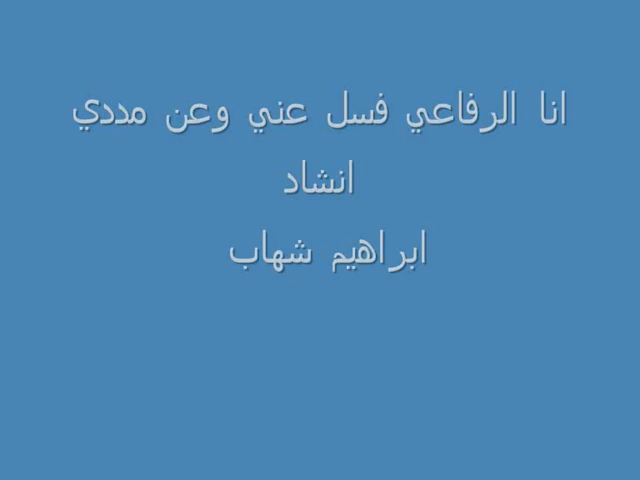 انا الرفاعي فسل عني وعن مددي
انشاد
ابراهيم شهاب